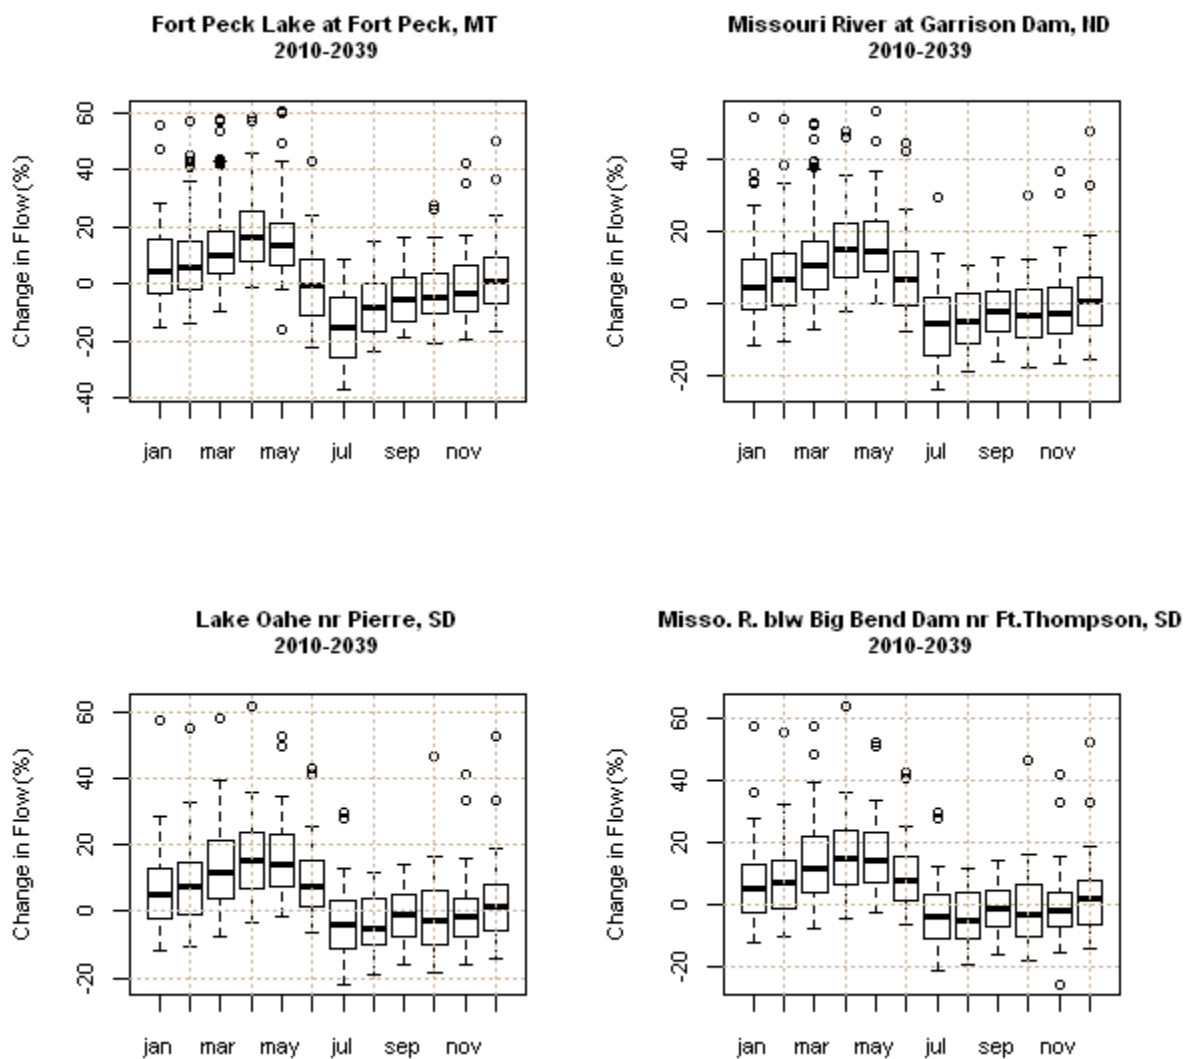 Fort Peck Lake at Fort Peck, MT
2010-2039
Change in Flow(%)
60
40
20
0
-20
-40
jan mar may jul sep nov
Missouri River at Garrison Dam, ND
2010-2039
Change in Flow(%)
40
20
0
-20
jan mar may jul sep nov
Lake Oahe nr Pierre, SD
2010-2039
Change in Flow(%)
60
40
20
0
-20
jan mar may jul sep nov
Misso. R. blw Big Bend Dam nr Ft.Thompson, SD
2010-2039
Change in Flow(%)
60
40
20
0
-20
jan mar may jul sep nov